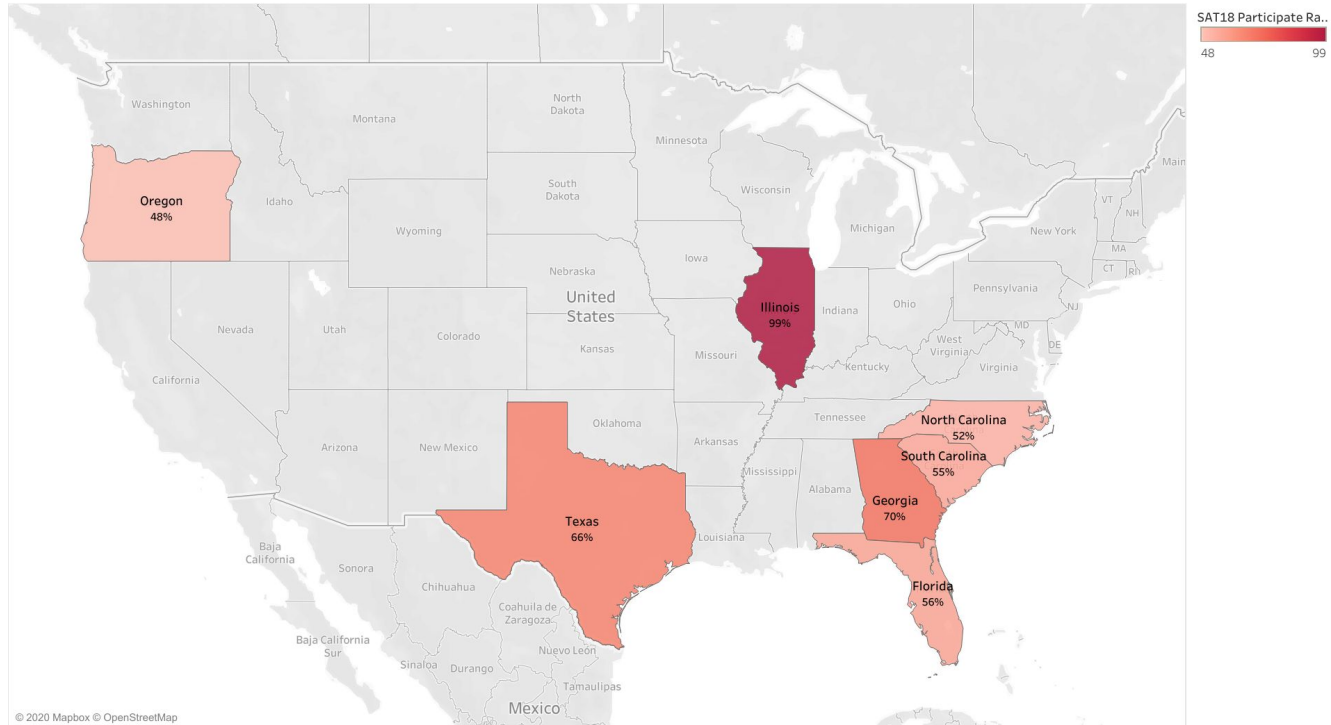 SAT18 Participate Ra..
48 99
Washington
Montana
North
Dakota
Minnesota
Wisconsin
Michigan
Main
VT
NH
New York
MA
CT
RI
Oregon
48%
Idaho
South
Dakota
Wyoming
Iowa
Nebraska
United
States
Illinois
99%
Indiana
Ohio
Pennsylvania
NJ
MD
DE
West
Virginia
Virginia
Nevada
Utah
Colorado
Kansas
Missouri
Kentucky
California
Arizona
New Mexico
Oklahoma
Arkansas
Tennessee
North Carolina
52%
South Carolina
55%
Mississippi
Alabama
Georgia
70%
Texas
66%
Louisiana
Florida
56%
Baja
California
Sonora
Chihuahua
Coahuila de
Zaragoza
Baja California
Sur
Sinaloa
Durango
Nuevo León
Tamaulipas
Mexico
© 2020 Mapbox © OpenStreetMap